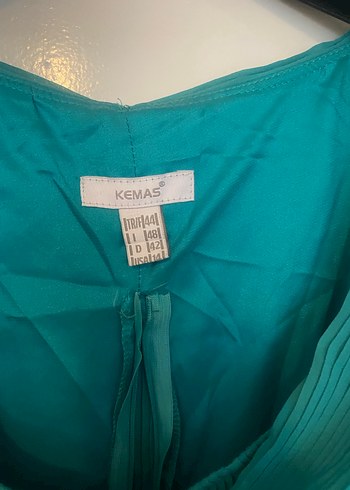 KEMAS®
TR/F 44
I 48
D 42
USA 14